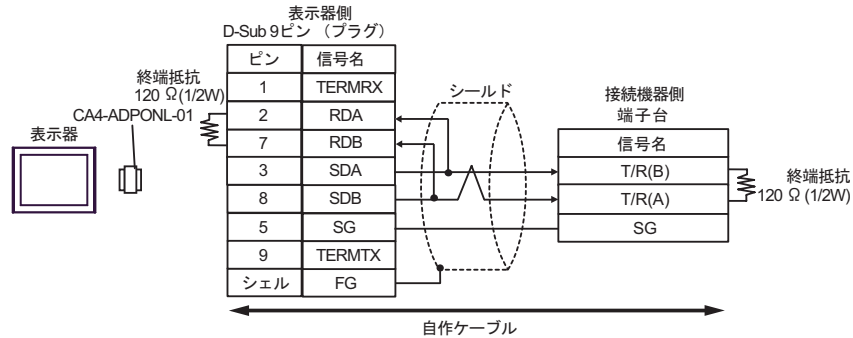 表示器側
D-Sub 9ピン （プラグ）
ピン 信号名
1 TERMRX
2 RDA
7 RDB
3 SDA
8 SDB
5 SG
9 TERMTX
シェル FG
終端抵抗
120 Ω(1/2W)
CA4-ADPONL-01
表示器
シールド
接続機器側
端子台
信号名
T/R(B)
T/R(A)
SG
終端抵抗
120 Ω (1/2W)
自作ケーブル